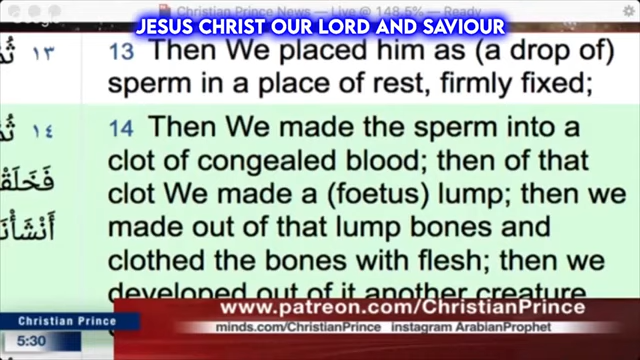 Christian Prince News — Live @ 148.5% — Ready
JESUS CHRIST OUR LORD AND SAVIOUR
١٣
13 Then We placed him as (a drop of)
sperm in a place of rest, firmly fixed;
١٤
14 Then We made the sperm into a
clot of congealed blood; then of that
clot We made a (foetus) lump; then we
made out of that lump bones and
clothed the bones with flesh; then we
developed out of it another creature
www.patreon.com/ChristianPrince
Christian Prince
minds.com/ChristianPrince instagram ArabianProphet
5:30